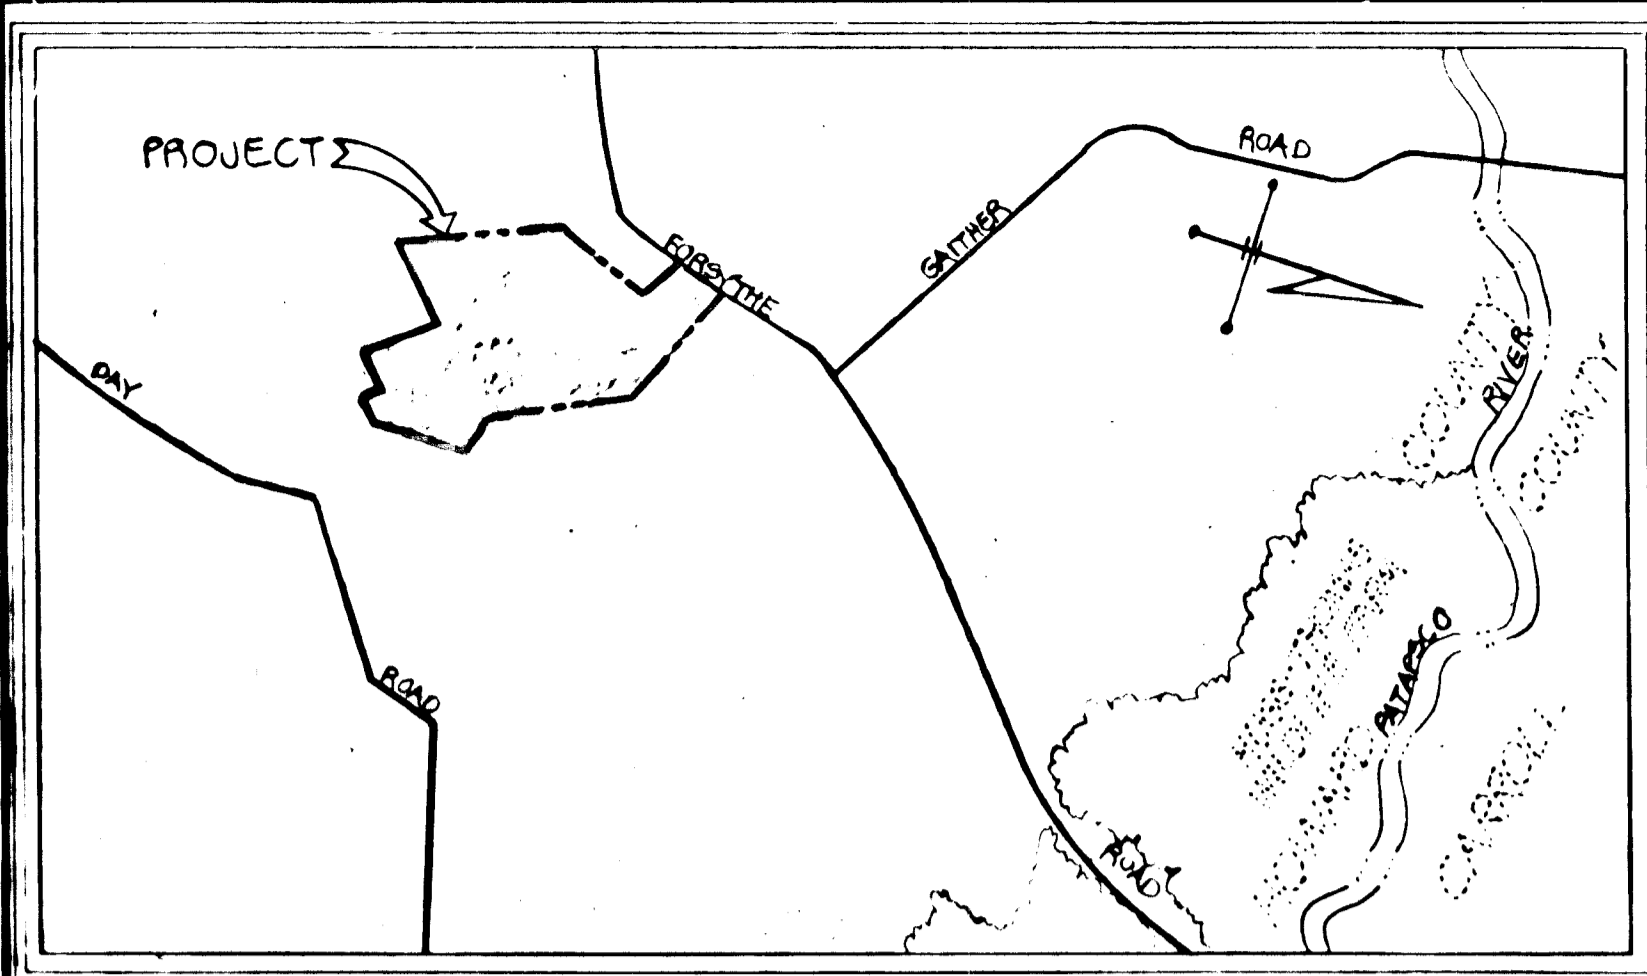 PROJECT
ROAD
GAITHER
FORSYTHE
DAY
COUNTY
RIVER
COUNTY
ROAD
PATAPSCO
HOWARD
CARROLL
ROAD